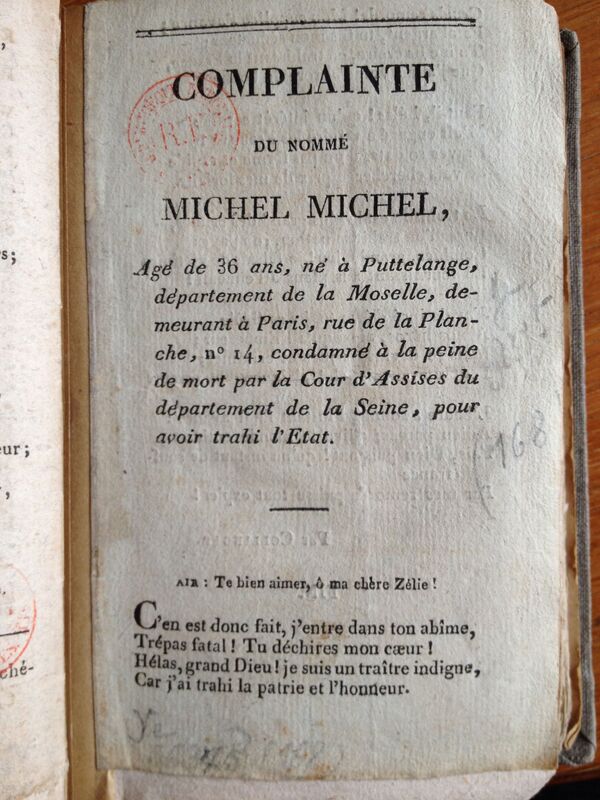 COMPLAINTE
DU NOMMÉ
MICHEL MICHEL,
Agé de 36 ans, né à Puttelange,
département de la Moselle, de-
meurant à Paris, rue de la Plan-
che, nº 14, condamné à la peine
de mort par la Cour d'Assises du
département de la Seine, pour
avoir trahi l'Etat.
AIR : Te bien aimer, ô ma chère Zélie !
C'en est donc fait, j'entre dans ton abîme,
Trépas fatal ! Tu déchires mon cœur !
Hélas, grand Dieu ! je suis un traître indigne,
Car j'ai trahi la patrie et l'honneur.
168
Ye